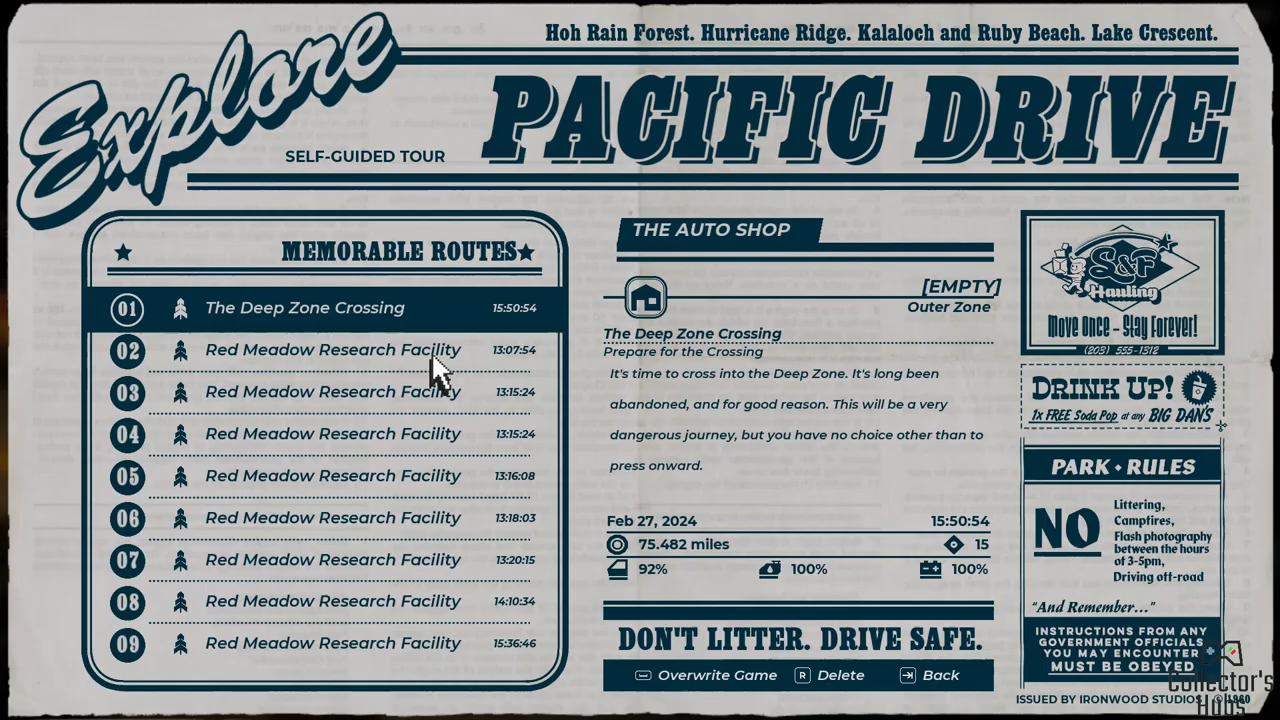 Hoh Rain Forest. Hurricane Ridge. Kalaloch and Ruby Beach. Lake Crescent.
Explore
PACIFIC DRIVE
SELF-GUIDED TOUR
MEMORABLE ROUTES
01 The Deep Zone Crossing 15:50:54
02 Red Meadow Research Facility 13:07:54
03 Red Meadow Research Facility 13:15:24
04 Red Meadow Research Facility 13:15:24
05 Red Meadow Research Facility 13:16:08
06 Red Meadow Research Facility 13:18:03
07 Red Meadow Research Facility 13:20:15
08 Red Meadow Research Facility 14:10:34
09 Red Meadow Research Facility 15:36:46
THE AUTO SHOP
[EMPTY]
Outer Zone
The Deep Zone Crossing
Prepare for the Crossing
It's time to cross into the Deep Zone. It's long been
abandoned, and for good reason. This will be a very
dangerous journey, but you have no choice other than to
press onward.
Feb 27, 2024 15:50:54
75.482 miles 15
92% 100% 100%
DON'T LITTER. DRIVE SAFE.
Overwrite Game R Delete Back
S&F
Hauling
Move Once - Stay Forever!
(203) 555-1312
DRINK UP!
1x FREE Soda Pop at any BIG DAN'S
PARK • RULES
NO
Littering,
Campfires,
Flash photography
between the hours
of 3-5pm,
Driving off-road
"And Remember..."
INSTRUCTIONS FROM ANY
GOVERNMENT OFFICIALS
YOU MAY ENCOUNTER
MUST BE OBEYED
ISSUED BY IRONWOOD STUDIOS
Collector's
Hubs